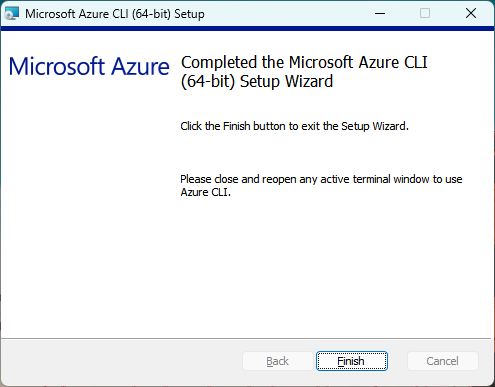 Microsoft Azure CLI (64-bit) Setup
Microsoft Azure
Completed the Microsoft Azure CLI
(64-bit) Setup Wizard
Click the Finish button to exit the Setup Wizard.
Please close and reopen any active terminal window to use
Azure CLI.
Back
Finish
Cancel